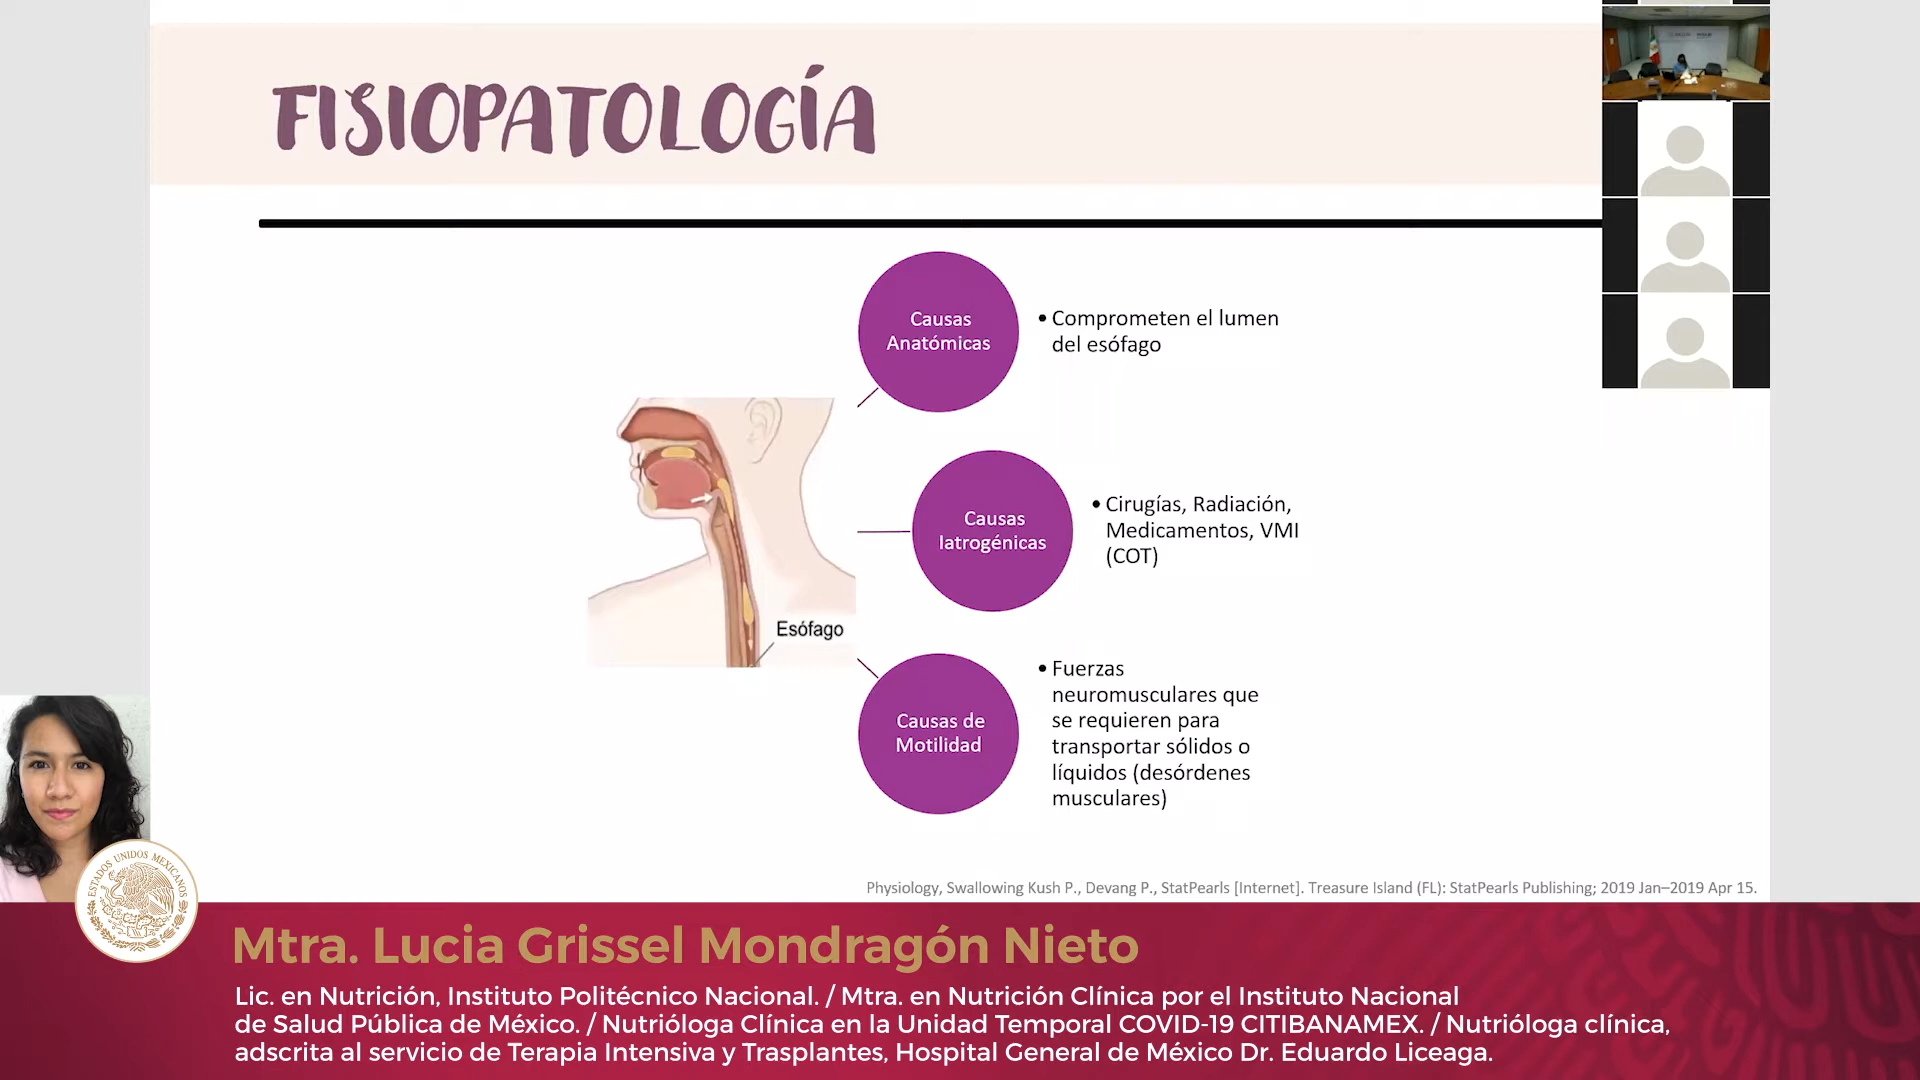 FISIOPATOLOGÍA
Causas
Anatómicas
• Comprometen el lumen
del esófago
Causas
Iatrogénicas
• Cirugías, Radiación,
Medicamentos, VMI
(COT)
Esófago
Causas de
Motilidad
• Fuerzas
neuromusculares que
se requieren para
transportar sólidos o
líquidos (desórdenes
musculares)
Physiology, Swallowing Kush P., Devang P., StatPearls [Internet]. Treasure Island (FL): StatPearls Publishing; 2019 Jan–2019 Apr 15.
ESTADOS UNIDOS MEXICANOS
Mtra. Lucia Grissel Mondragón Nieto
Lic. en Nutrición, Instituto Politécnico Nacional. / Mtra. en Nutrición Clínica por el Instituto Nacional
de Salud Pública de México. / Nutrióloga Clínica en la Unidad Temporal COVID-19 CITIBANAMEX. / Nutrióloga clínica,
adscrita al servicio de Terapia Intensiva y Trasplantes, Hospital General de México Dr. Eduardo Liceaga.